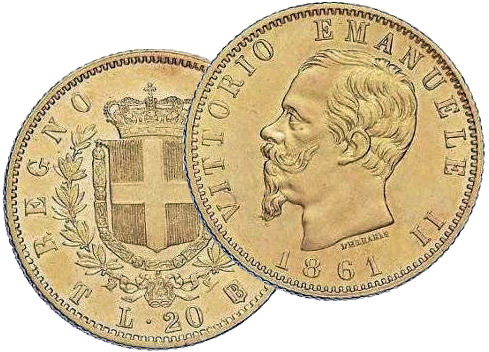 VITTORIO EMANUELE II
1861
REGNO
T L·20 B